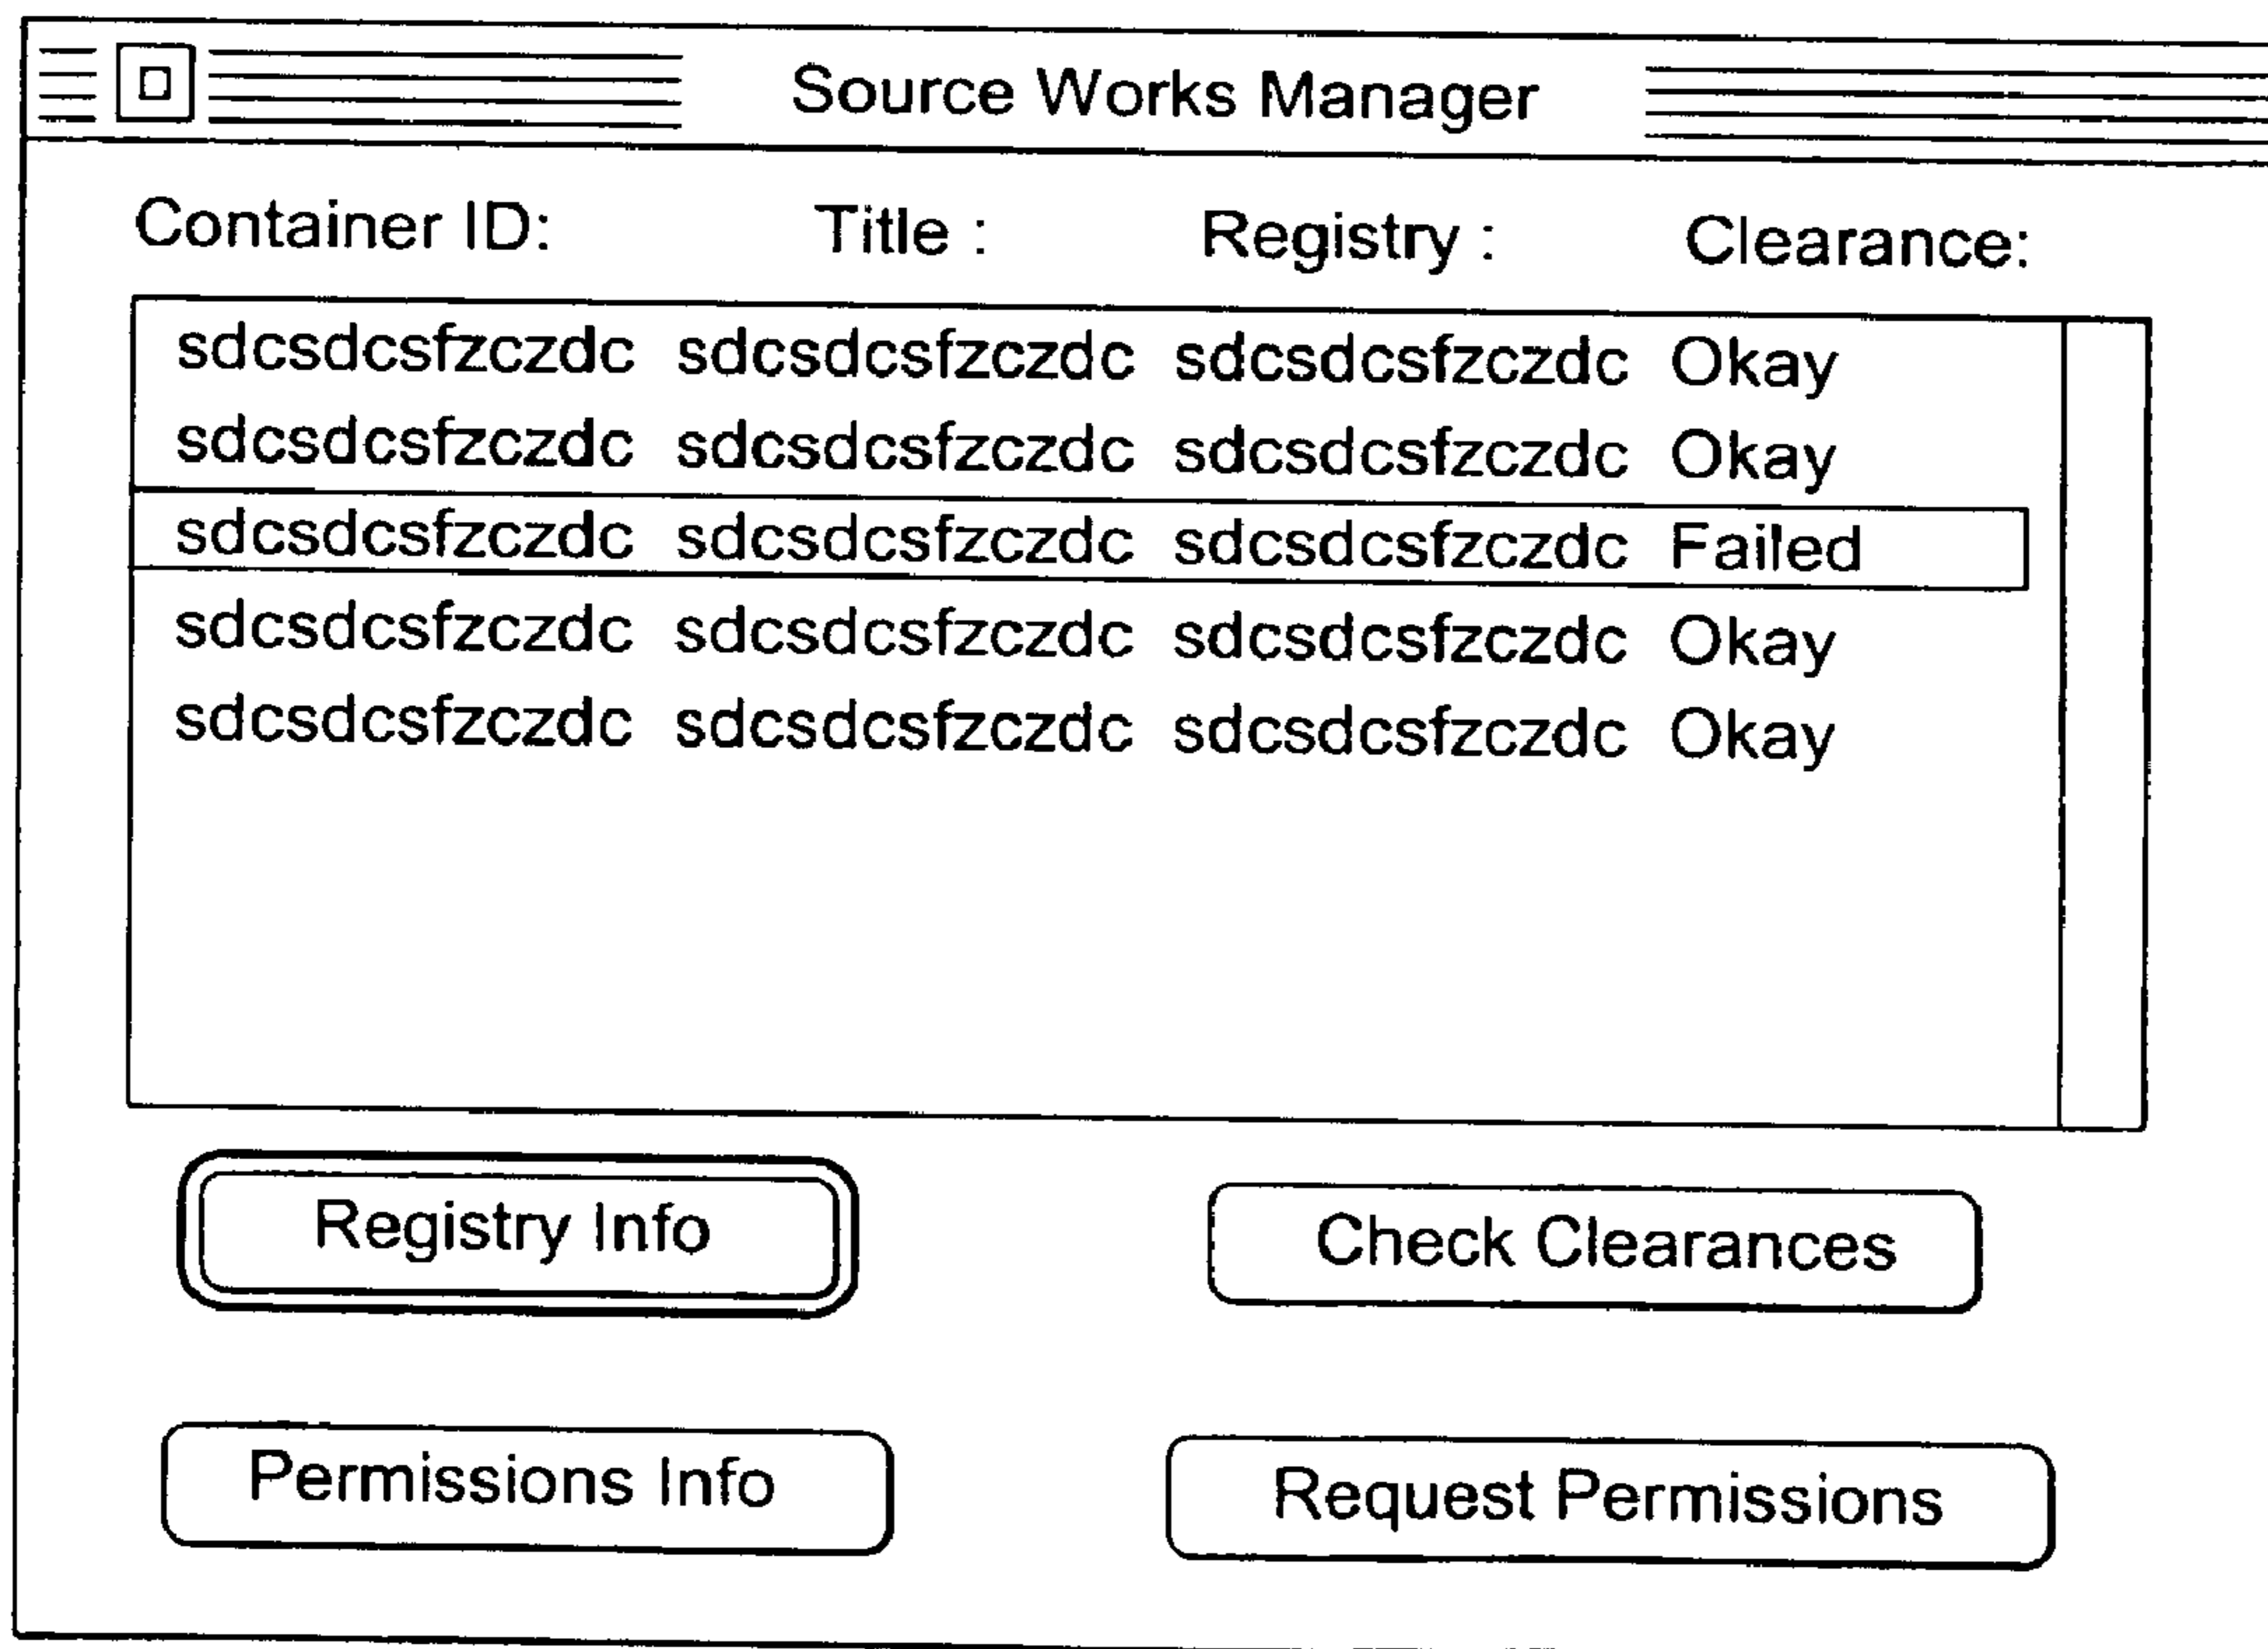 Source Works Manager
Container ID: Title : Registry : Clearance:
sdcsdcsfzczdc sdcsdcsfzczdc sdcsdcsfzczdc Okay
sdcsdcsfzczdc sdcsdcsfzczdc sdcsdcsfzczdc Okay
sdcsdcsfzczdc sdcsdcsfzczdc sdcsdcsfzczdc Failed
sdcsdcsfzczdc sdcsdcsfzczdc sdcsdcsfzczdc Okay
sdcsdcsfzczdc sdcsdcsfzczdc sdcsdcsfzczdc Okay
Registry Info Check Clearances
Permissions Info Request Permissions